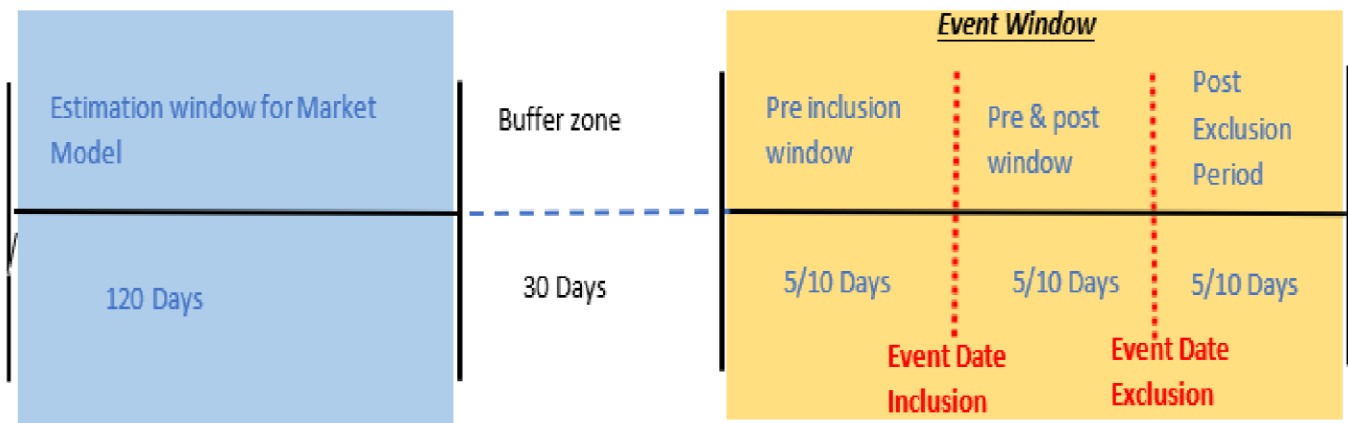 Event Window
Estimation window for Market
Model
Buffer zone
Pre inclusion
window
Pre & post
window
Post
Exclusion
Period
120 Days
30 Days
5/10 Days
5/10 Days
5/10 Days
Event Date
Inclusion
Event Date
Exclusion